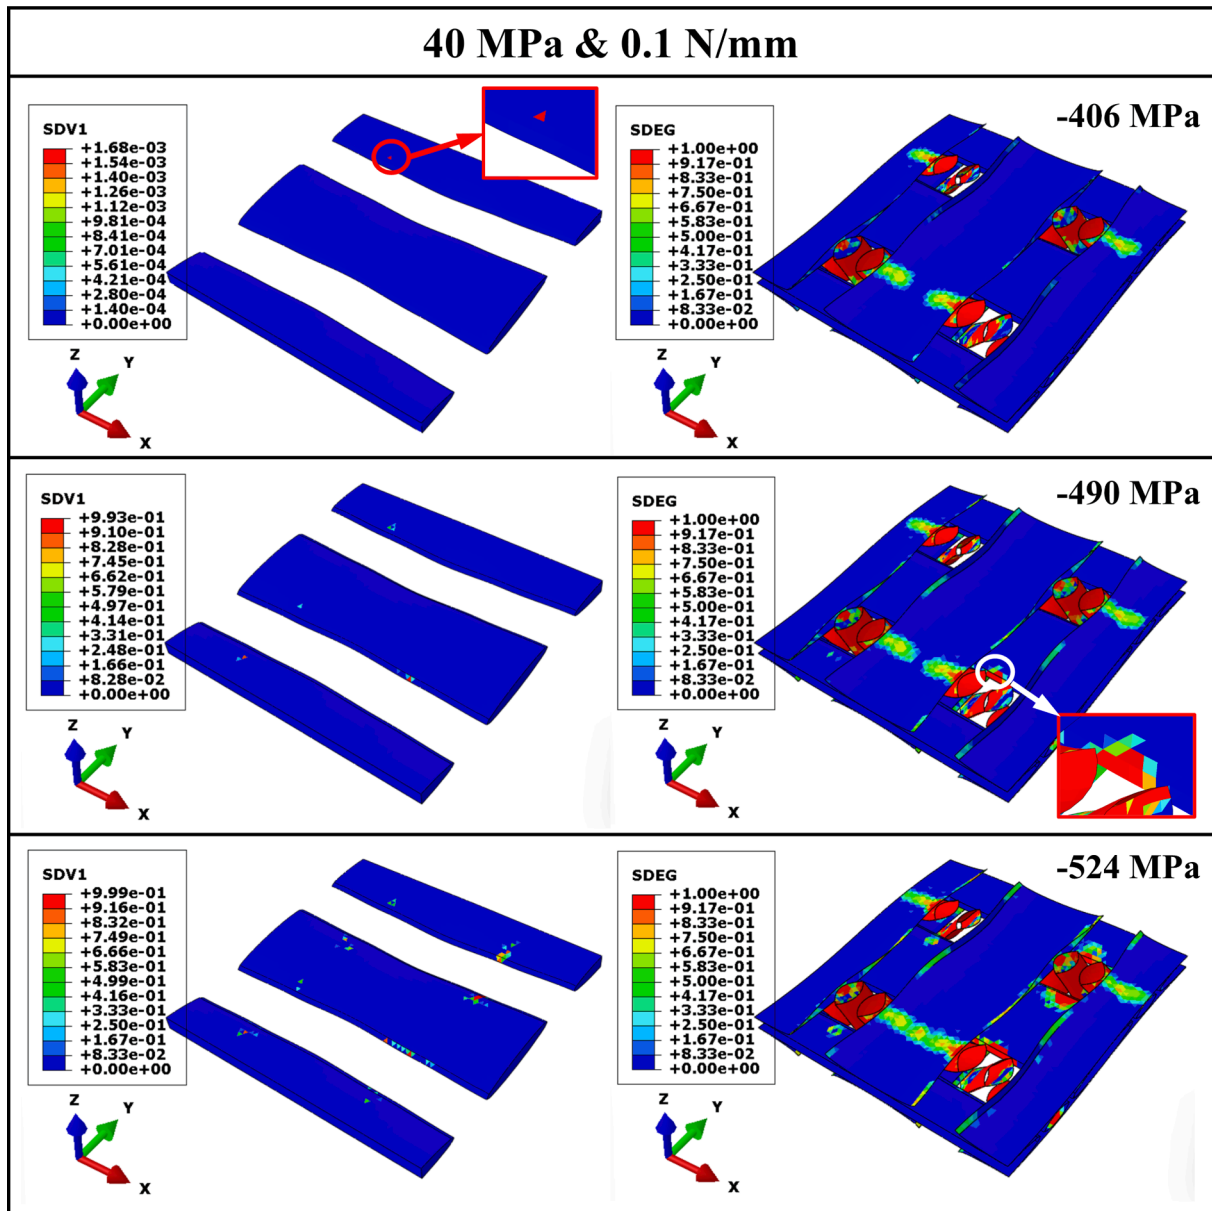 40 MPa & 0.1 N/mm
-406 MPa
SDV1
+1.68e-03
+1.54e-03
+1.40e-03
+1.26e-03
+1.12e-03
+9.81e-04
+8.41e-04
+7.01e-04
+5.61e-04
+4.21e-04
+2.80e-04
+1.40e-04
+0.00e+00
Z
Y
X
SDEG
+1.00e+00
+9.17e-01
+8.33e-01
+7.50e-01
+6.67e-01
+5.83e-01
+5.00e-01
+4.17e-01
+3.33e-01
+2.50e-01
+1.67e-01
+8.33e-02
+0.00e+00
Z
Y
X
-490 MPa
SDV1
+9.93e-01
+9.10e-01
+8.28e-01
+7.45e-01
+6.62e-01
+5.79e-01
+4.97e-01
+4.14e-01
+3.31e-01
+2.48e-01
+1.66e-01
+8.28e-02
+0.00e+00
Z
Y
X
SDEG
+1.00e+00
+9.17e-01
+8.33e-01
+7.50e-01
+6.67e-01
+5.83e-01
+5.00e-01
+4.17e-01
+3.33e-01
+2.50e-01
+1.67e-01
+8.33e-02
+0.00e+00
Z
Y
X
-524 MPa
SDV1
+9.99e-01
+9.16e-01
+8.32e-01
+7.49e-01
+6.66e-01
+5.83e-01
+4.99e-01
+4.16e-01
+3.33e-01
+2.50e-01
+1.67e-01
+8.33e-02
+0.00e+00
Z
Y
X
SDEG
+1.00e+00
+9.17e-01
+8.33e-01
+7.50e-01
+6.67e-01
+5.83e-01
+5.00e-01
+4.17e-01
+3.33e-01
+2.50e-01
+1.67e-01
+8.33e-02
+0.00e+00
Z
Y
X